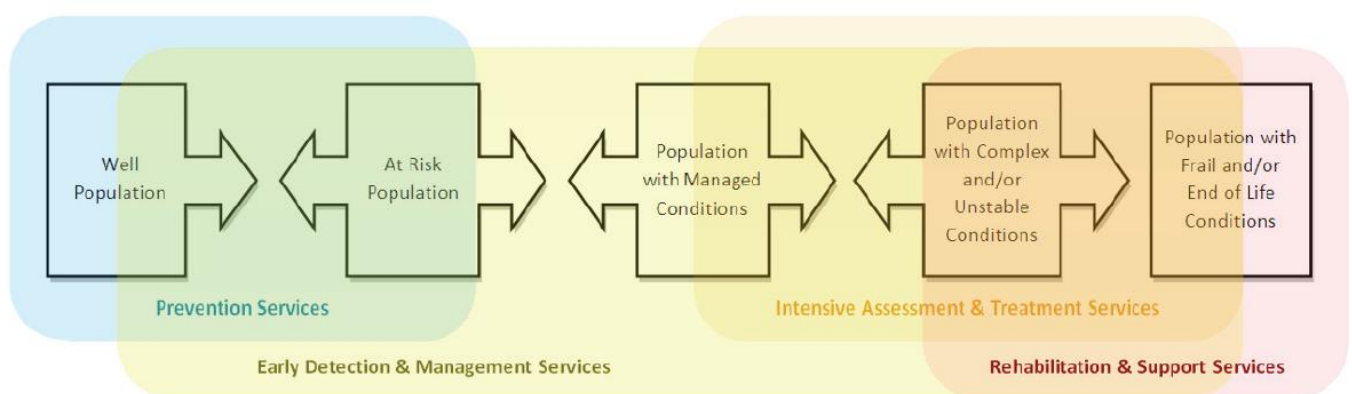 Well
Population
At Risk
Population
Population
with Managed
Conditions
Population
with Complex
and/or
Unstable
Conditions
Population with
Frail and/or
End of Life
Conditions
Prevention Services
Intensive Assessment & Treatment Services
Early Detection & Management Services
Rehabilitation & Support Services